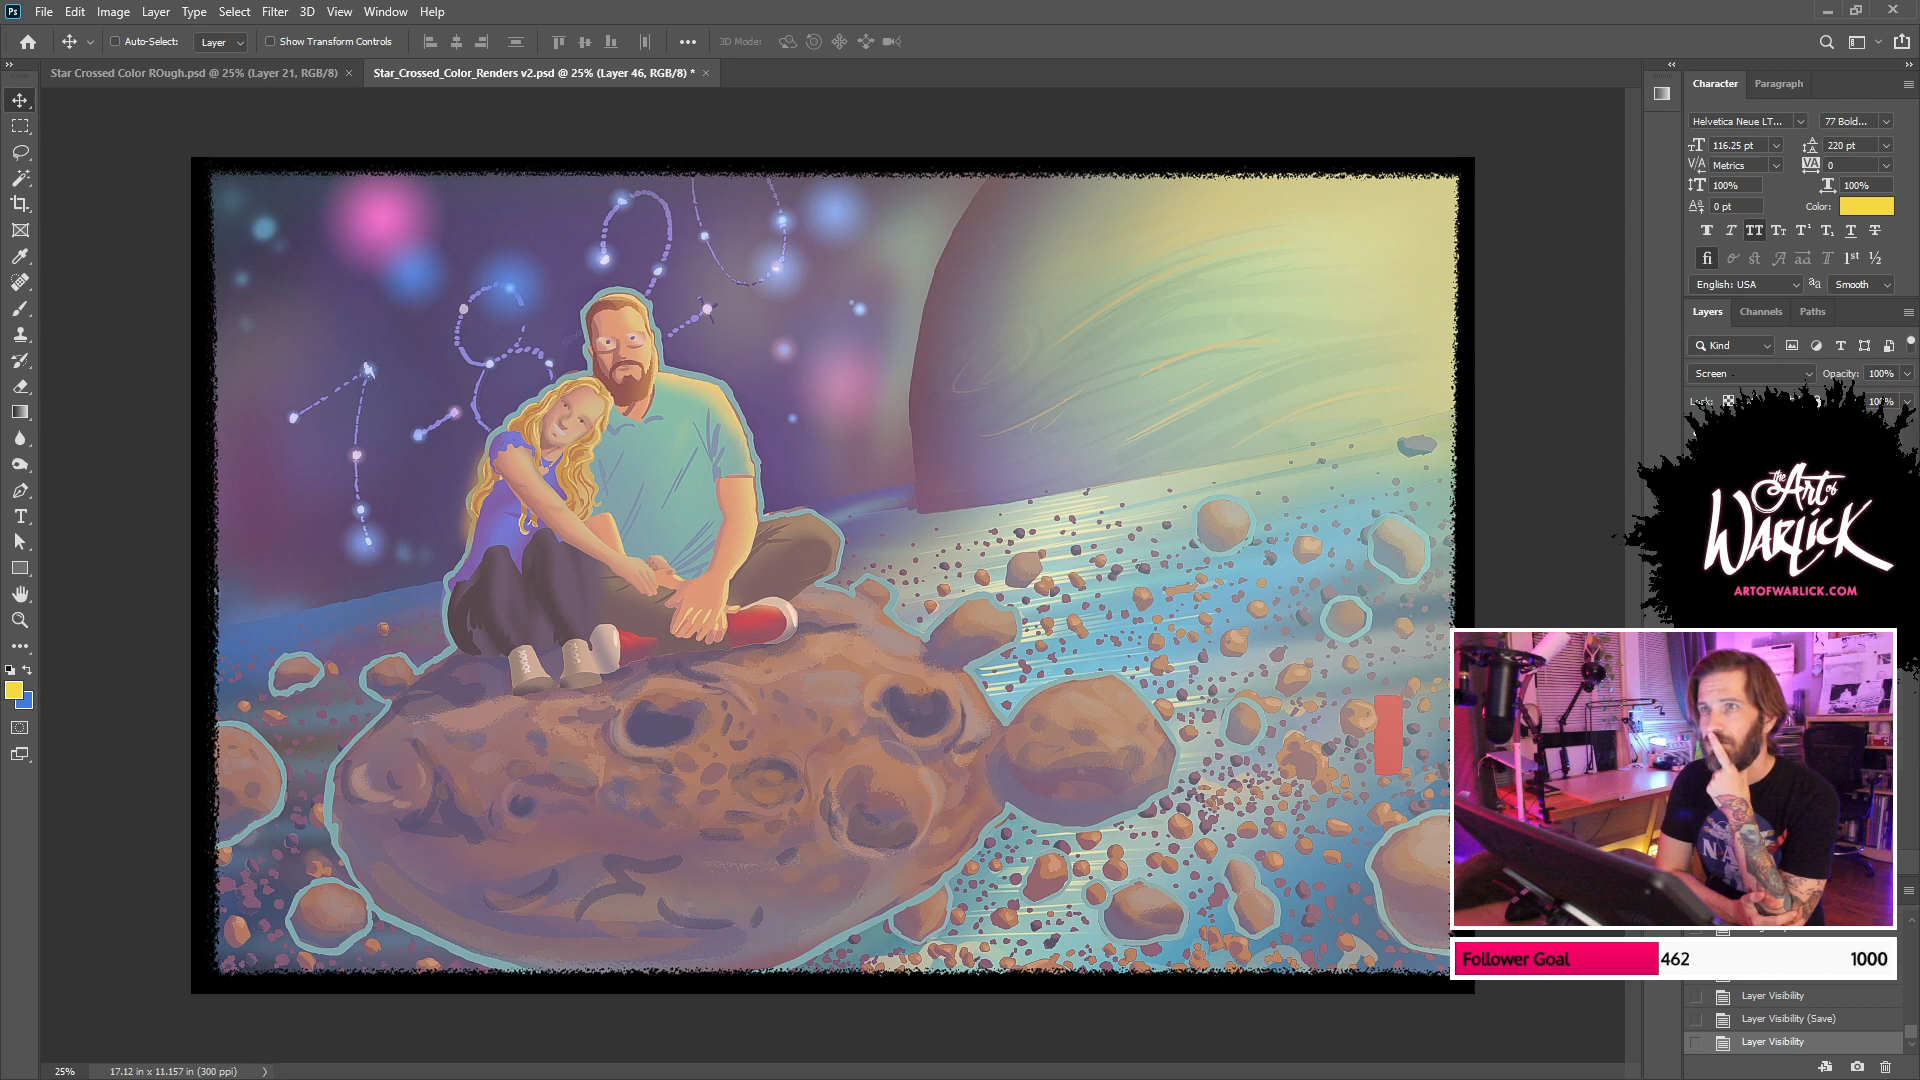 Ps File Edit Image Layer Type Select Filter 3D View Window Help
Auto-Select: Layer Show Transform Controls 3D Mode:
Star Crossed Color ROugh.psd @ 25% (Layer 21, RGB/8) × Star_Crossed_Color_Renders v2.psd @ 25% (Layer 46, RGB/8) * ×
Character Paragraph
Helvetica Neue LT... 77 Bold...
116.25 pt 220 pt
Metrics 0
100% 100%
0 pt Color:
English: USA Smooth
Layers Channels Paths
Kind
Screen Opacity: 100%
Lock: 100%
the Art of
Warlick
ARTOFWARLICK.COM
Follower Goal 462 1000
Layer Visibility
Layer Visibility (Save)
Layer Visibility
25% 17.12 in x 11.157 in (300 ppi)